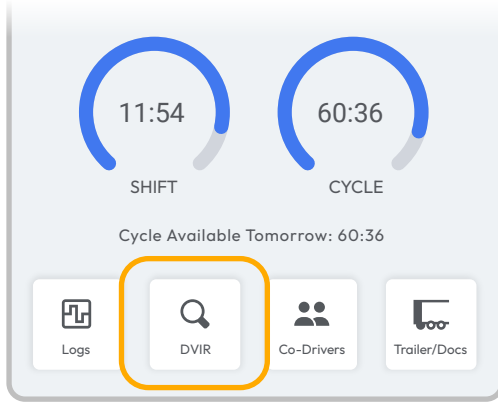 11:54 60:36
SHIFT CYCLE
Cycle Available Tomorrow: 60:36
Logs DVIR Co-Drivers Trailer/Docs